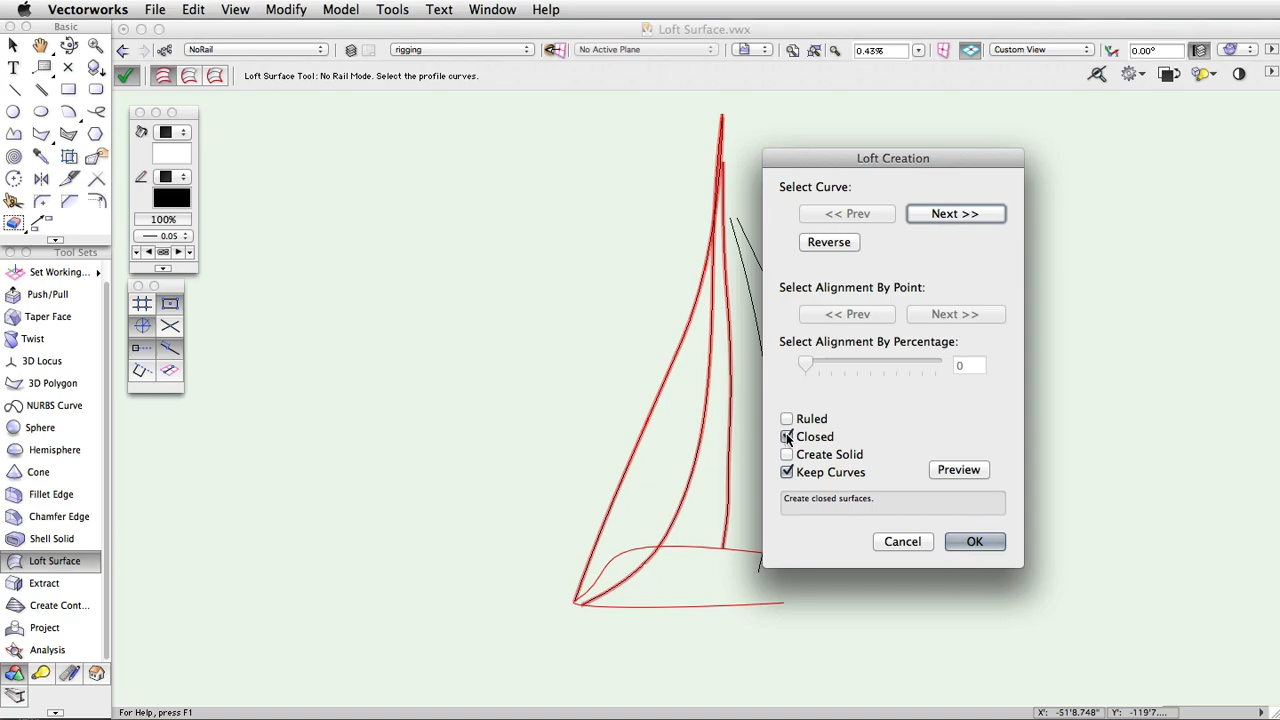 Vectorworks File Edit View Modify Model Tools Text Window Help
Basic
Loft Surface.vwx
NoRail
rigging
No Active Plane
0.43%
Custom View
0.00°
Loft Surface Tool: No Rail Mode. Select the profile curves.
100%
0.05
Tool Sets
Set Working...
Push/Pull
Taper Face
Twist
3D Locus
3D Polygon
NURBS Curve
Sphere
Hemisphere
Cone
Fillet Edge
Chamfer Edge
Shell Solid
Loft Surface
Extract
Create Cont...
Project
Analysis
Loft Creation
Select Curve:
<< Prev
Next >>
Reverse
Select Alignment By Point:
<< Prev
Next >>
Select Alignment By Percentage:
0
Ruled
Closed
Create Solid
Keep Curves
Preview
Create closed surfaces.
Cancel
OK
For Help, press F1
X: -51'8.748"
Y: -119'7....